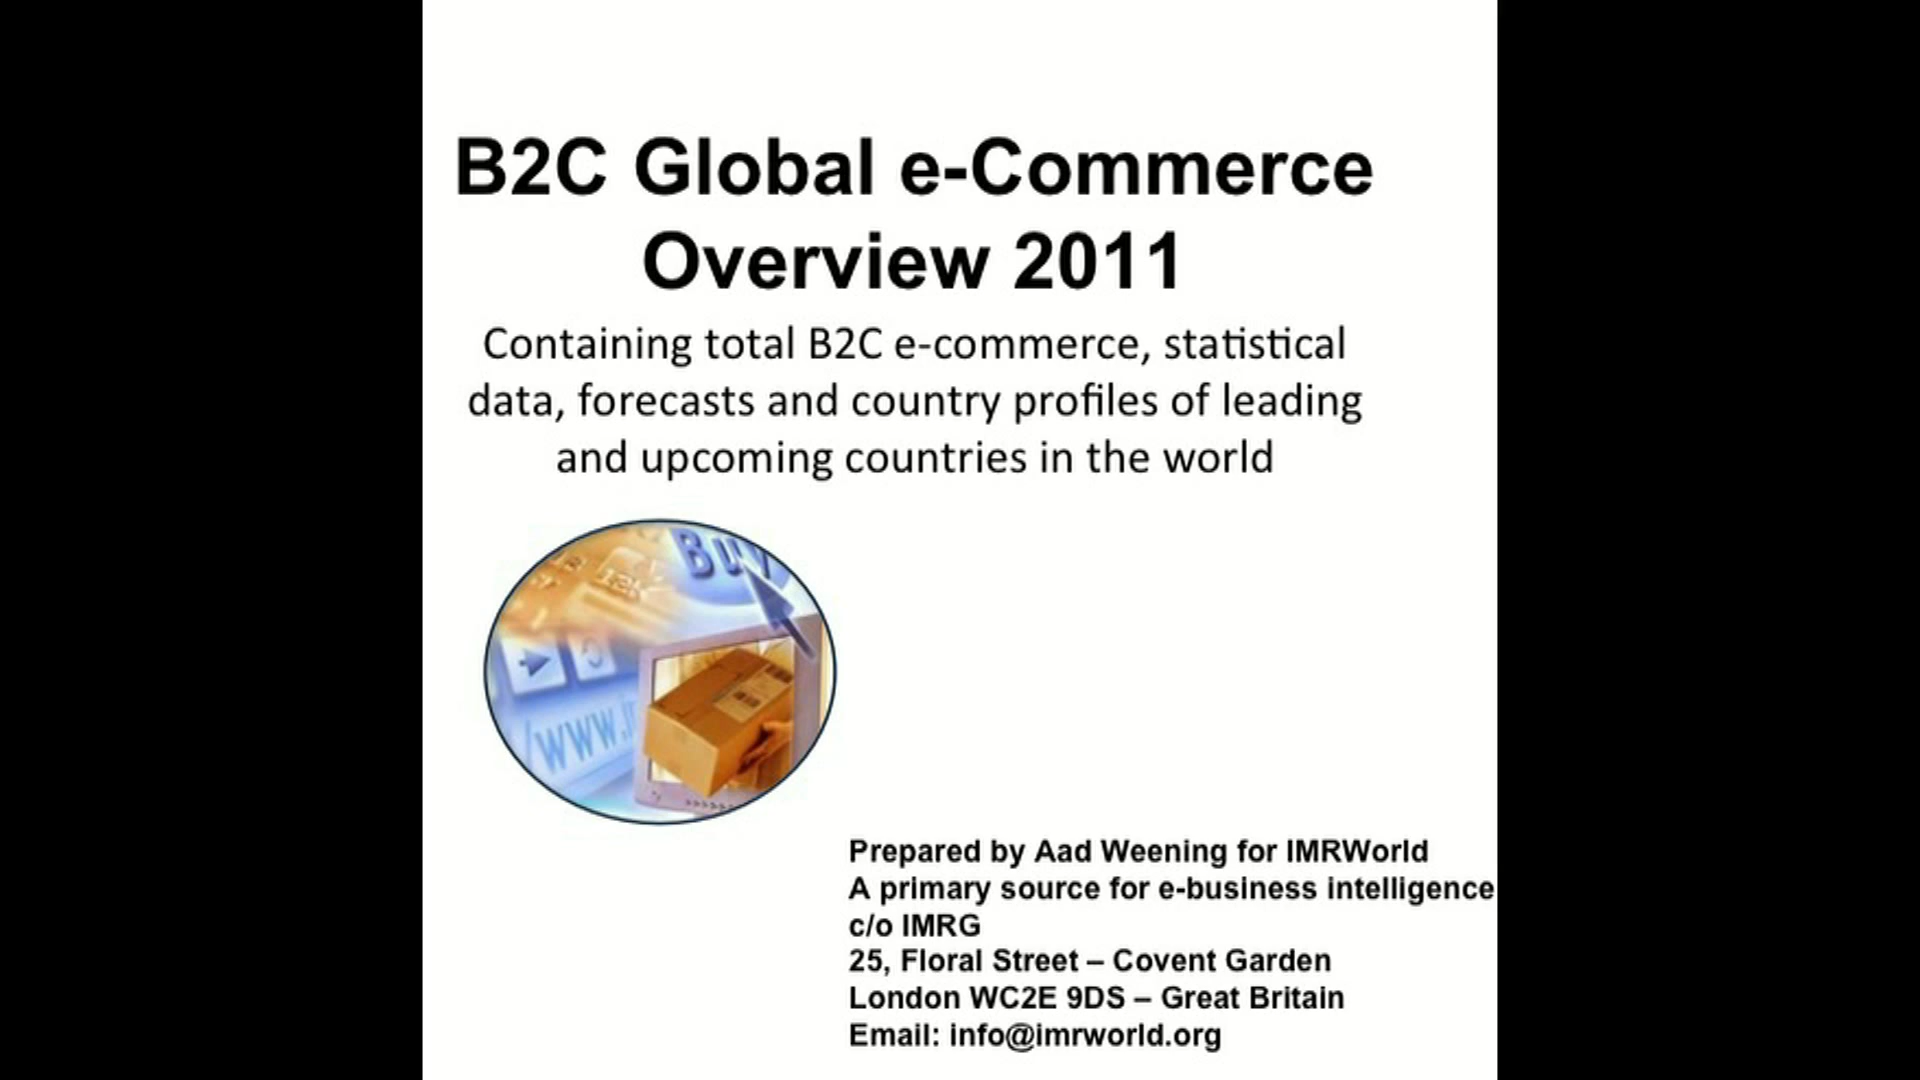 B2C Global e-Commerce
Overview 2011
Containing total B2C e-commerce, statistical
data, forecasts and country profiles of leading
and upcoming countries in the world
Buy
www.
Prepared by Aad Weening for IMRWorld
A primary source for e-business intelligence
c/o IMRG
25, Floral Street – Covent Garden
London WC2E 9DS – Great Britain
Email: info@imrworld.org